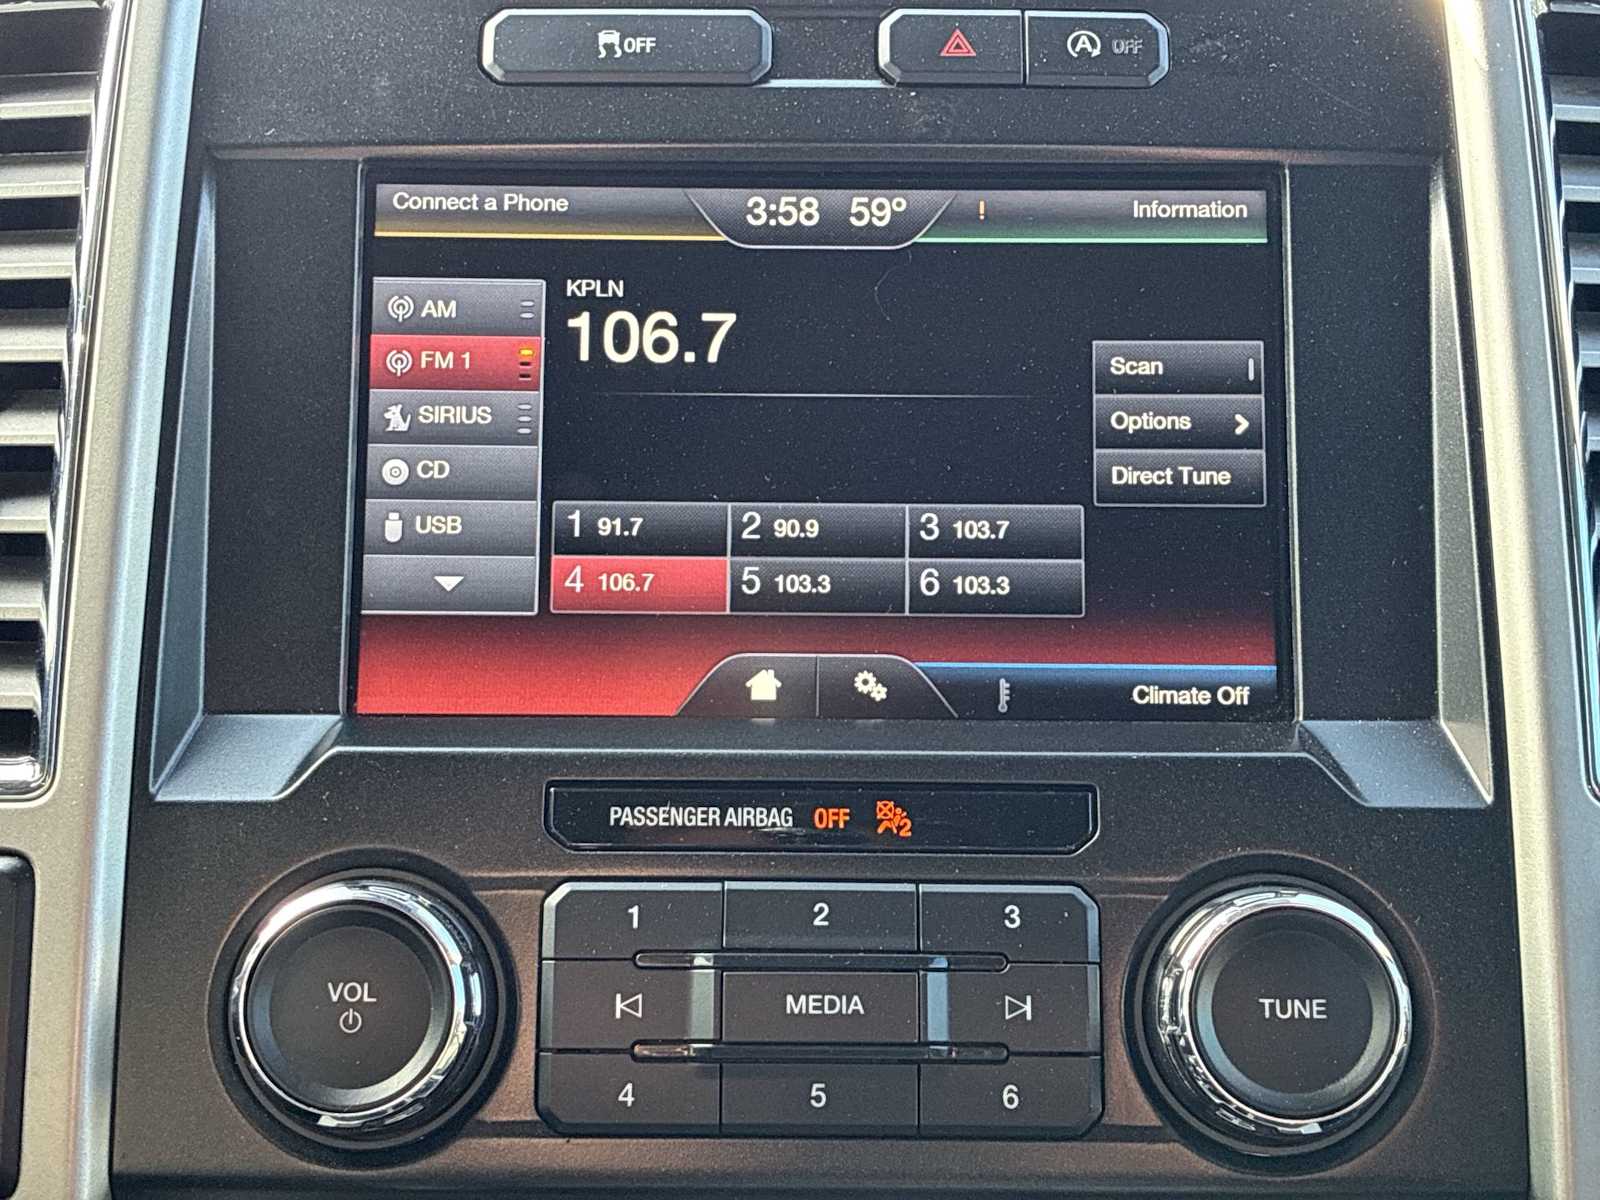 OFF
A OFF
Connect a Phone
3:58 59°
!
Information
AM
FM 1
SIRIUS
CD
USB
KPLN
106.7
Scan
Options
Direct Tune
1 91.7
2 90.9
3 103.7
4 106.7
5 103.3
6 103.3
Climate Off
PASSENGER AIRBAG OFF 2
1
2
3
VOL
MEDIA
TUNE
4
5
6